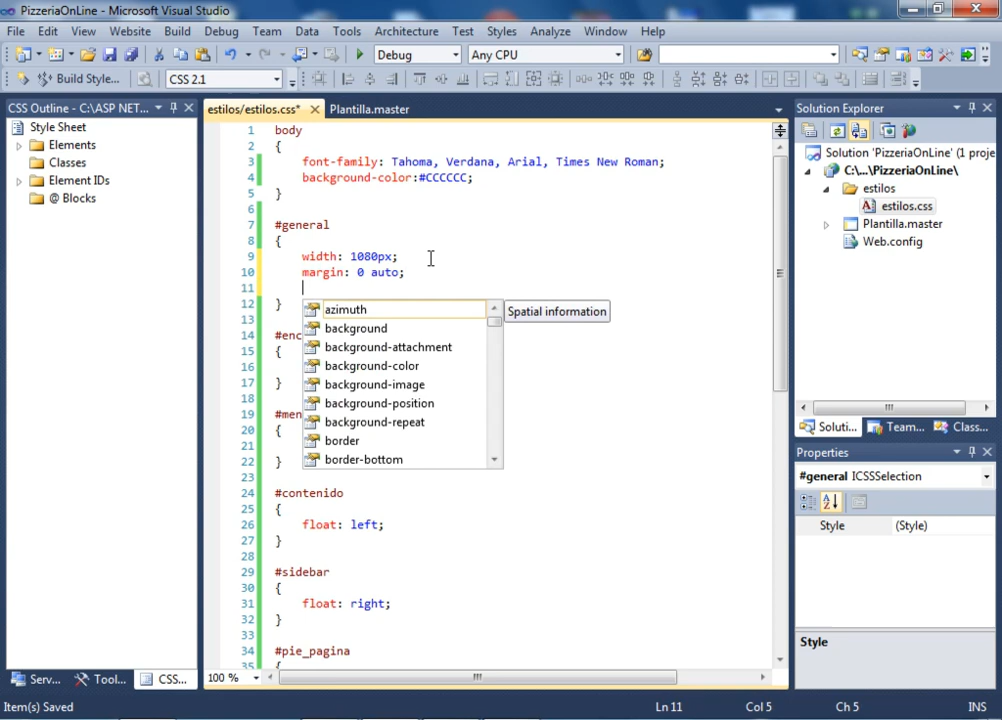 PizzeriaOnLine - Microsoft Visual Studio
File Edit View Website Build Debug Team Data Tools Architecture Test Styles Analyze Window Help
Debug Any CPU
Build Style... CSS 2.1
CSS Outline - C:\ASP NET...
Style Sheet
Elements
Classes
Element IDs
@ Blocks
Serv... Tool... CSS...
estilos/estilos.css* Plantilla.master
1 body
2 {
3 font-family: Tahoma, Verdana, Arial, Times New Roman;
4 background-color:#CCCCCC;
5 }
6
7 #general
8 {
9 width: 1080px;
10 margin: 0 auto;
11
12 }
13
14 #enc
15 {
16
17 }
18
19 #men
20 {
21
22 }
23
24 #contenido
25 {
26 float: left;
27 }
28
29 #sidebar
30 {
31 float: right;
32 }
33
34 #pie_pagina
35 {
azimuth
background
background-attachment
background-color
background-image
background-position
background-repeat
border
border-bottom
Spatial information
100 %
Solution Explorer
Solution 'PizzeriaOnLine' (1 proje
C:\...\PizzeriaOnLine\
estilos
estilos.css
Plantilla.master
Web.config
Soluti... Team... Class...
Properties
#general ICSSSelection
Style (Style)
Style
Item(s) Saved Ln 11 Col 5 Ch 5 INS